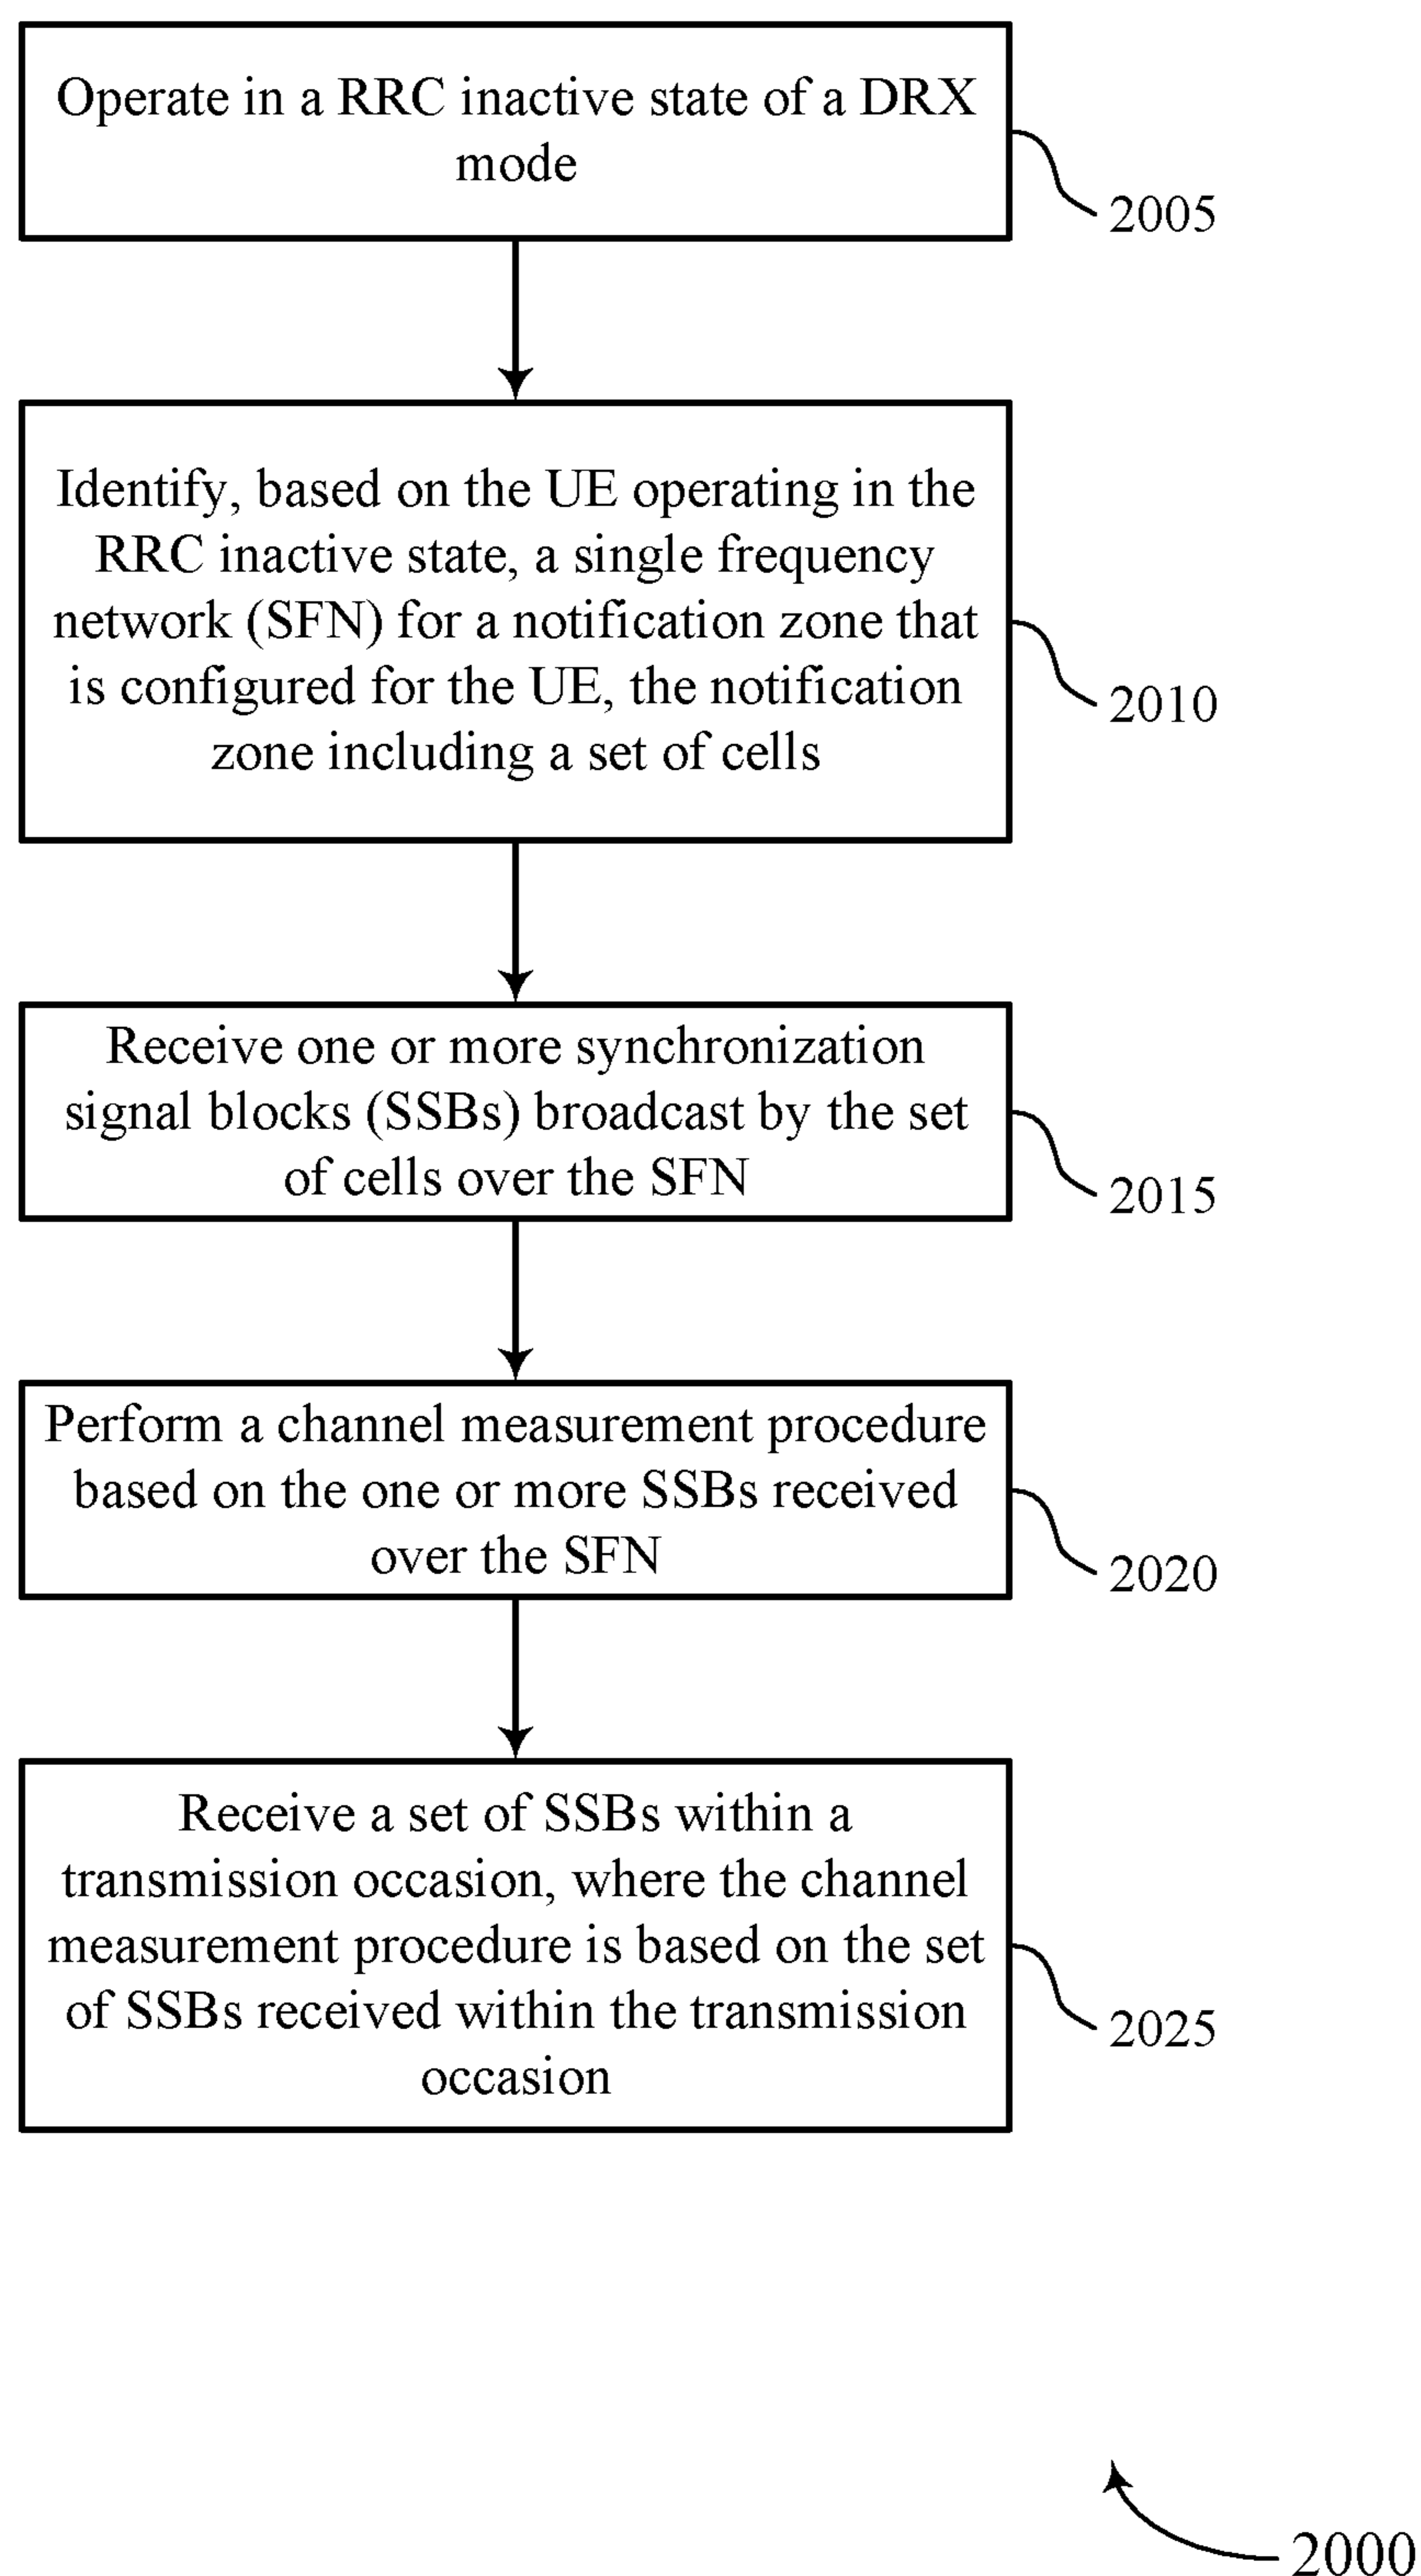 Operate in a RRC inactive state of a DRX
mode
2005
Identify, based on the UE operating in the
RRC inactive state, a single frequency
network (SFN) for a notification zone that
is configured for the UE, the notification
zone including a set of cells
2010
Receive one or more synchronization
signal blocks (SSBs) broadcast by the set
of cells over the SFN
2015
Perform a channel measurement procedure
based on the one or more SSBs received
over the SFN
2020
Receive a set of SSBs within a
transmission occasion, where the channel
measurement procedure is based on the set
of SSBs received within the transmission
occasion
2025
2000